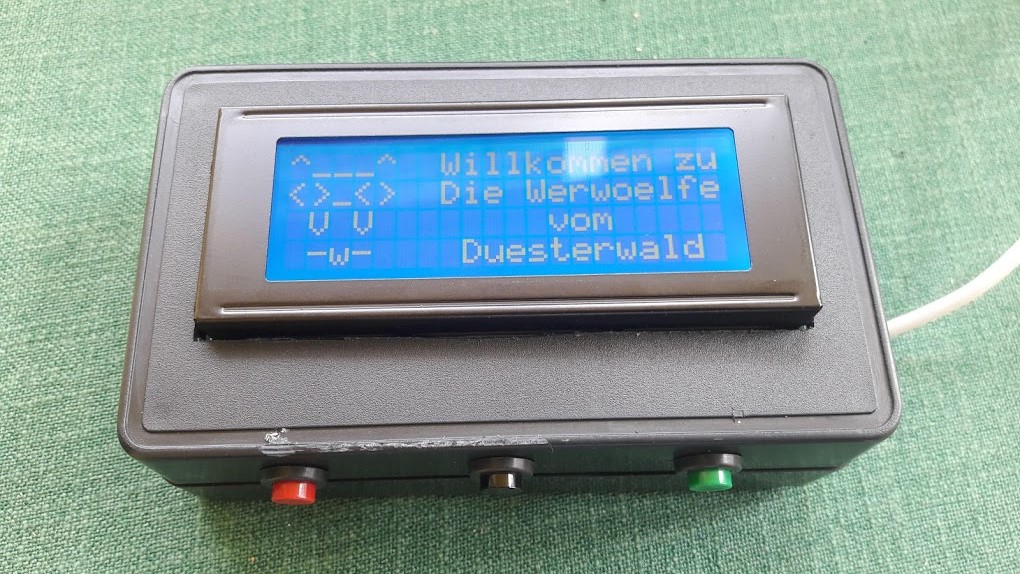 ^___^ Willkommen zu
<>_<> Die Werwoelfe
V V vom
-w- Duesterwald